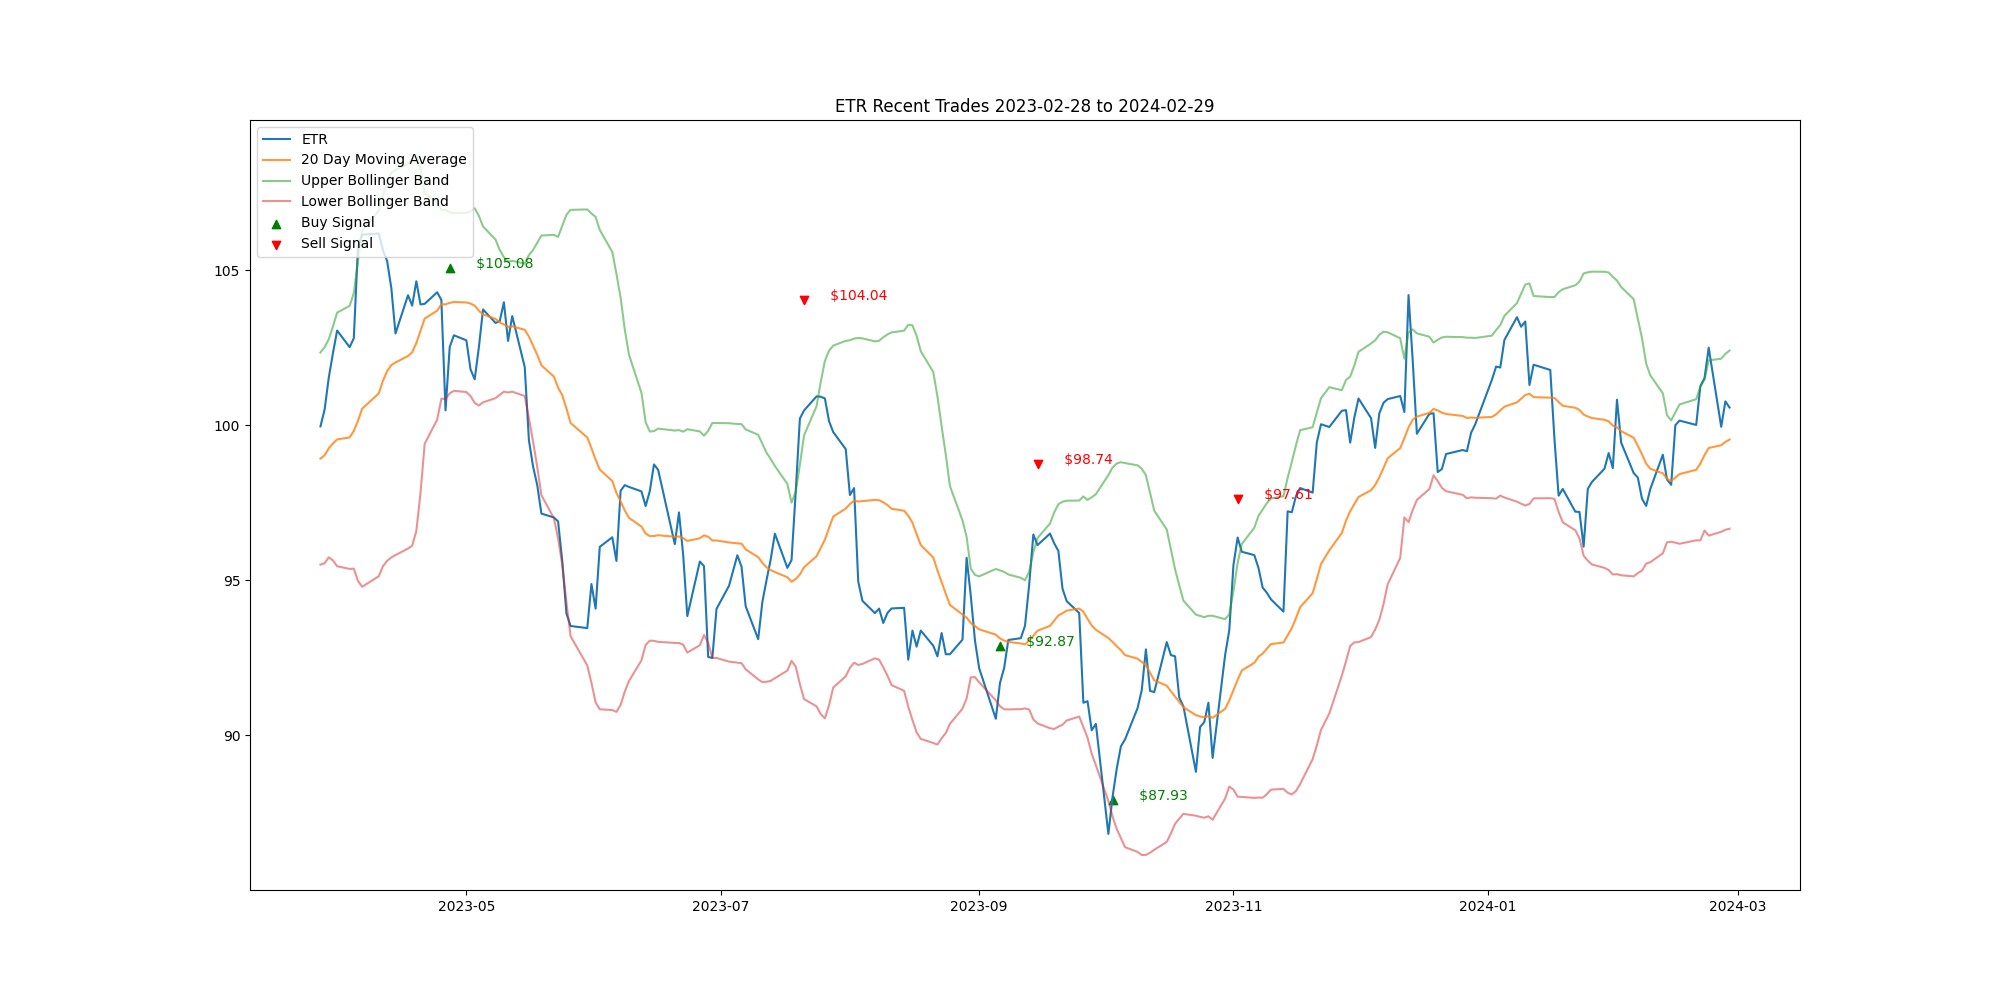 ETR Recent Trades 2023-02-28 to 2024-02-29
ETR
20 Day Moving Average
Upper Bollinger Band
Lower Bollinger Band
Buy Signal
Sell Signal
$105.08
$104.04
$98.74
$97.61
$92.87
$87.93
105
100
95
90
2023-05
2023-07
2023-09
2023-11
2024-01
2024-03